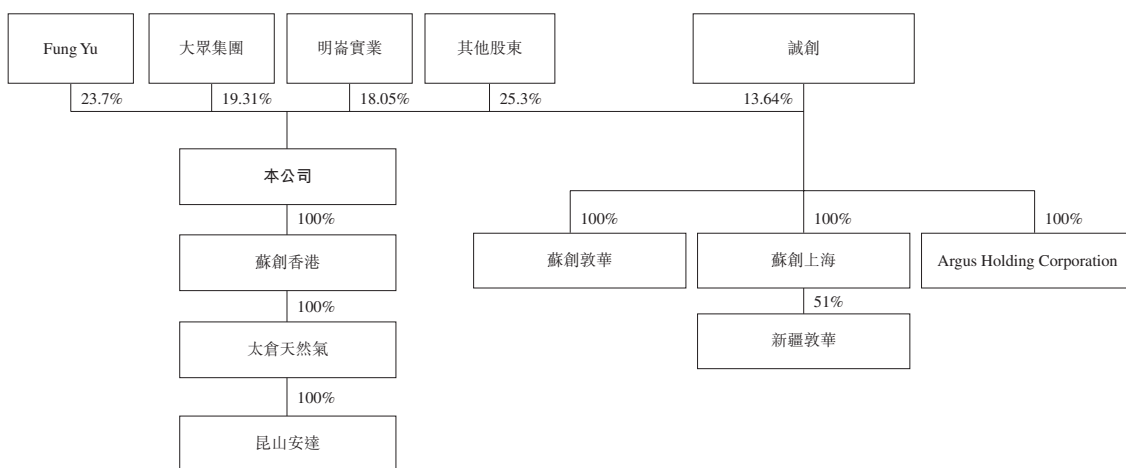 Fung Yu
大眾集團
明崙實業
其他股東
誠創
23.7%
19.31%
18.05%
25.3%
13.64%
本公司
100%
100%
100%
100%
蘇創香港
蘇創敦華
蘇創上海
Argus Holding Corporation
100%
51%
太倉天然氣
新疆敦華
100%
昆山安達